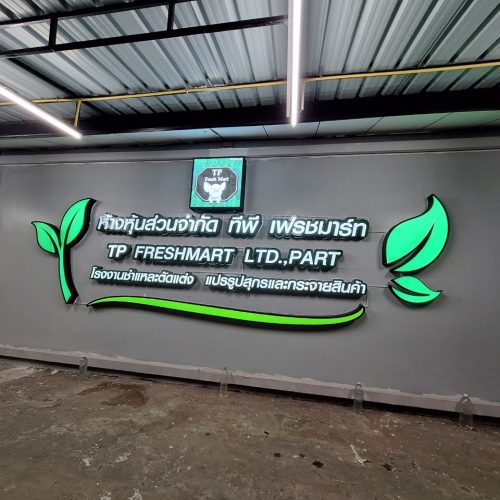 TP
Fresh Mart
ห้างหุ้นส่วนจำกัด ทีพี เฟรชมาร์ท
TP FRESHMART LTD.,PART
โรงงานชำแหละตัดแต่ง แปรรูปสุกรและกระจายสินค้า